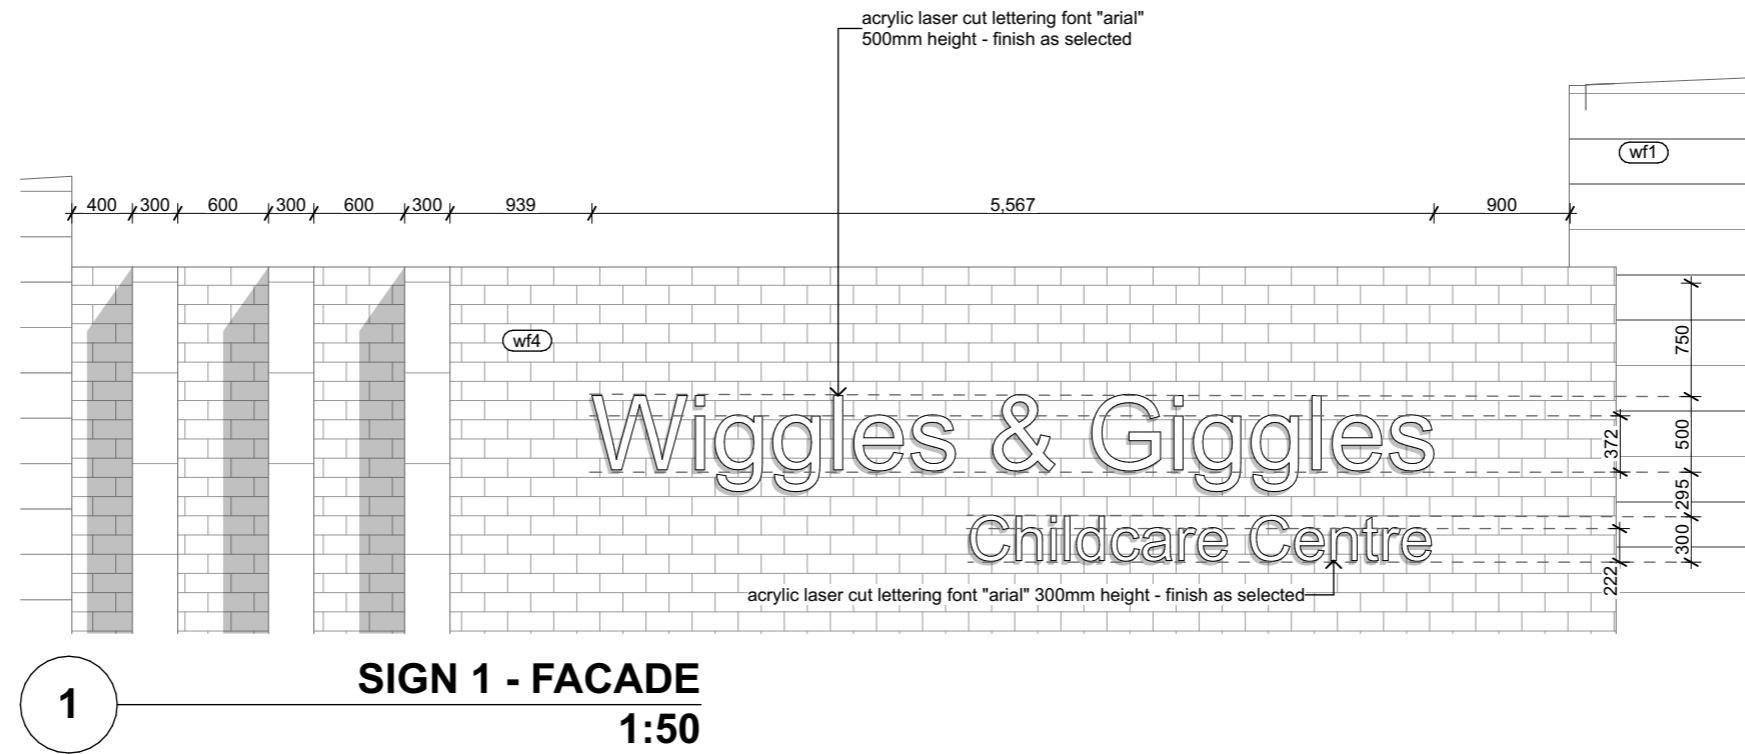 acrylic laser cut lettering font "arial"
500mm height - finish as selected
wf1
400 300 600 300 600 300 939 5,567 900
wf4
750
Wiggles & Giggles
372
500
295
Childcare Centre
300
222
acrylic laser cut lettering font "arial" 300mm height - finish as selected
1
SIGN 1 - FACADE
1:50